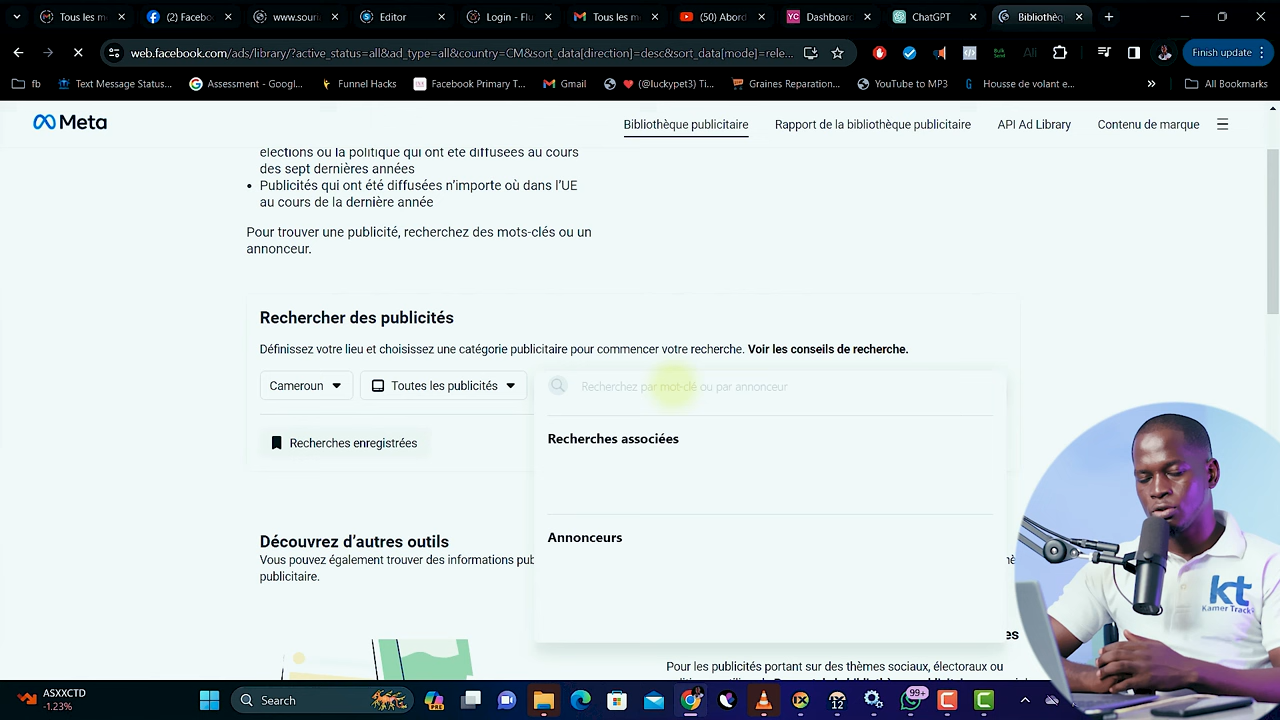 Tous les m
(2) Facebo
www.sourc
Editor
Login - Flu
Tous les m
(50) Abord
Dashboard
ChatGPT
Bibliothèq
web.facebook.com/ads/library/?active_status=all&ad_type=all&country=CM&sort_data[direction]=desc&sort_data[mode]=rele...
Finish update
fb
Text Message Status...
Assessment - Googl...
Funnel Hacks
Facebook Primary T...
Gmail
(@luckypet3) Ti...
Graines Reparation...
YouTube to MP3
Housse de volant e...
All Bookmarks
Meta
Bibliothèque publicitaire
Rapport de la bibliothèque publicitaire
API Ad Library
Contenu de marque
élections ou la politique qui ont été diffusées au cours
des sept dernières années
• Publicités qui ont été diffusées n’importe où dans l’UE
au cours de la dernière année
Pour trouver une publicité, recherchez des mots-clés ou un
annonceur.
Rechercher des publicités
Définissez votre lieu et choisissez une catégorie publicitaire pour commencer votre recherche. Voir les conseils de recherche.
Cameroun
Toutes les publicités
Recherchez par mot-clé ou par annonceur
Recherches associées
Recherches enregistrées
Annonceurs
Découvrez d’autres outils
Vous pouvez également trouver des informations pub
publicitaire.
es
Pour les publicités portant sur des thèmes sociaux, électoraux ou
kt
Kamer Track
ASXXCTD
-1.23%
Search
PRE
12
99+